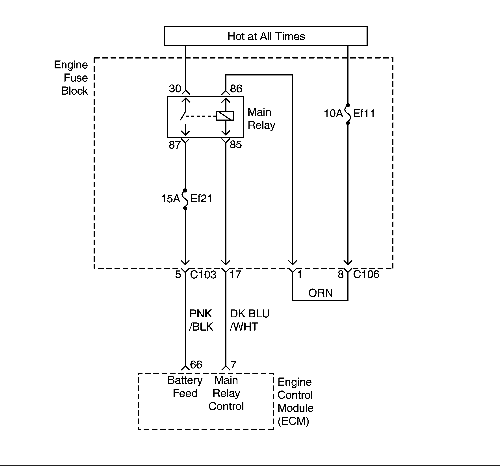 Hot at All Times
Engine
Fuse
Block
30
86
Main
Relay
10A Ef11
87
85
15A Ef21
5 C103 17
1
8 C106
ORN
PNK
/BLK
DK BLU
/WHT
66
7
Battery
Feed
Main
Relay
Control
Engine
Control
Module
(ECM)